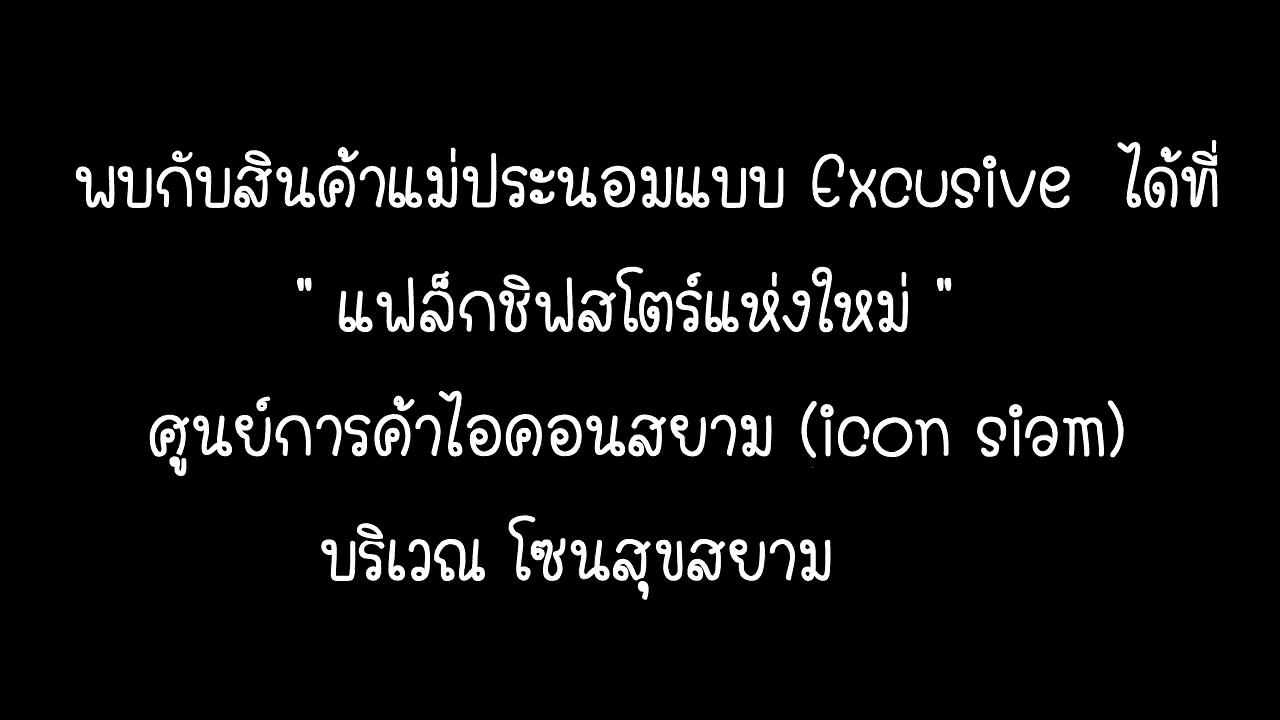 พบกับสินค้าแม่ประนอมแบบ Excusive ได้ที่
" แฟล็กชิฟสโตร์แห่งใหม่ "
ศูนย์การค้าไอคอนสยาม (icon siam)
บริเวณ โซนสุขสยาม